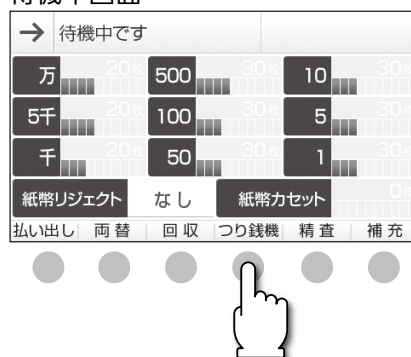 待機中画面
→ 待機中です
万 20枚 500 30枚 10 30枚
5千 20枚 100 30枚 5 30枚
千 20枚 50 30枚 1 30枚
紙幣リジェクト なし 紙幣カセット 0枚
払い出し 両替 回収 つり銭機 精査 補充